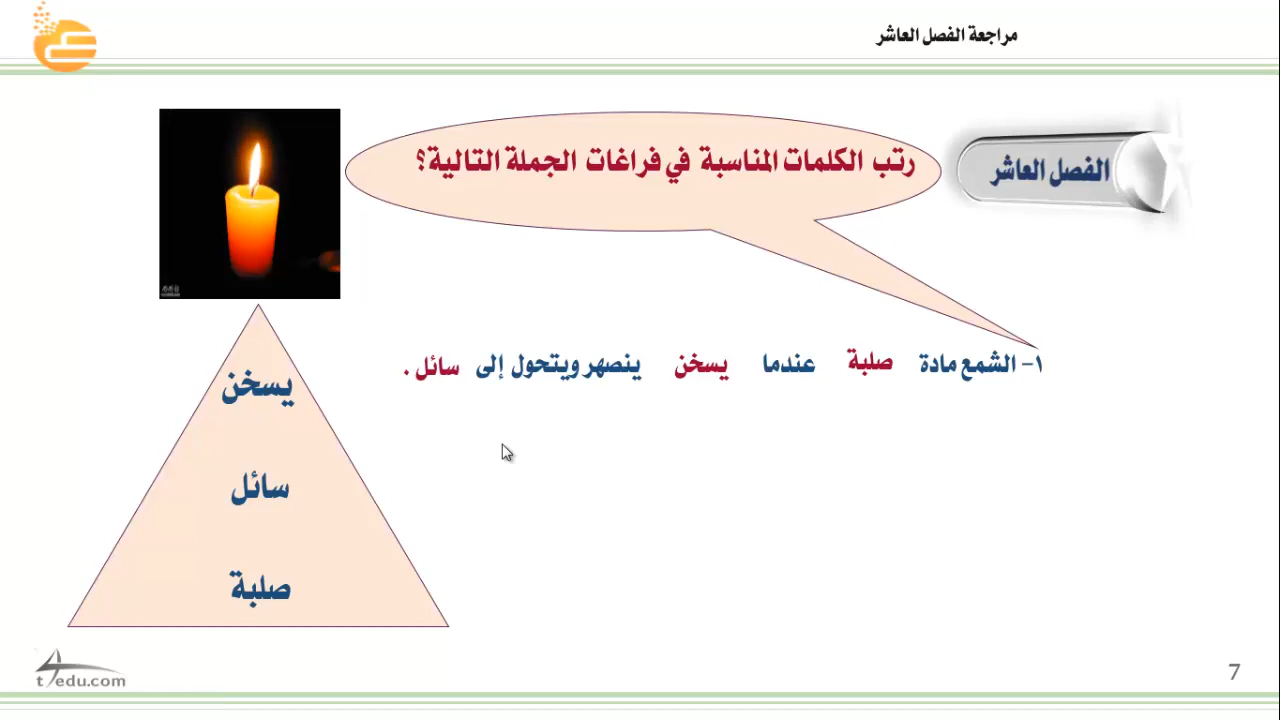 مراجعة الفصل العاشر
الفصل العاشر
رتب الكلمات المناسبة في فراغات الجملة التالية؟
١- الشمع مادة صلبة عندما يسخن ينصهر ويتحول إلى سائل .
يسخن
سائل
صلبة
t4edu.com
7